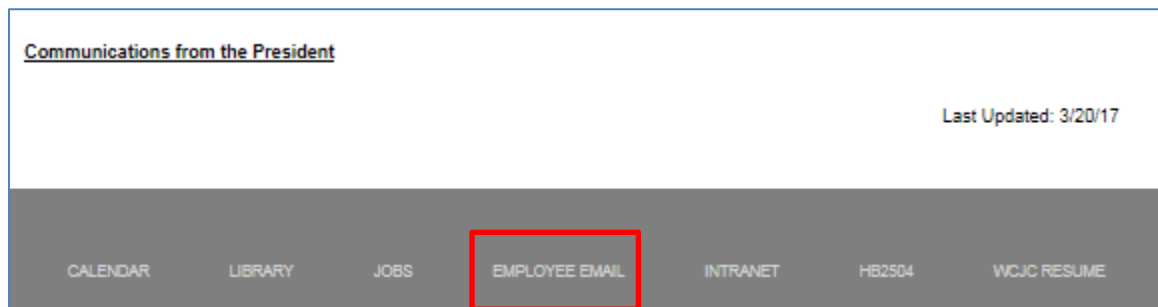 Communications from the President
Last Updated: 3/20/17
CALENDAR LIBRARY JOBS EMPLOYEE EMAIL INTRANET HB2504 WCJC RESUME